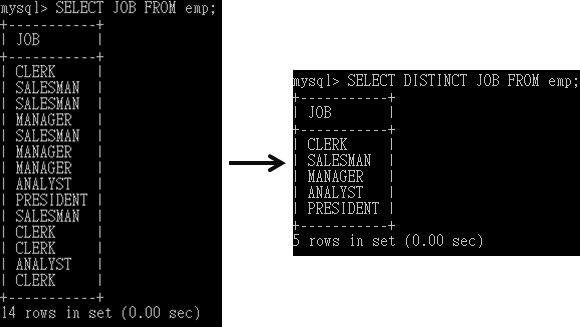 mysql> SELECT JOB FROM emp;
+-----------+
| JOB       |
+-----------+
| CLERK     |
| SALESMAN  |
| SALESMAN  |
| MANAGER   |
| SALESMAN  |
| MANAGER   |
| MANAGER   |
| ANALYST   |
| PRESIDENT |
| SALESMAN  |
| CLERK     |
| CLERK     |
| ANALYST   |
| CLERK     |
+-----------+
14 rows in set (0.00 sec)
mysql> SELECT DISTINCT JOB FROM emp;
+-----------+
| JOB       |
+-----------+
| CLERK     |
| SALESMAN  |
| MANAGER   |
| ANALYST   |
| PRESIDENT |
+-----------+
5 rows in set (0.00 sec)